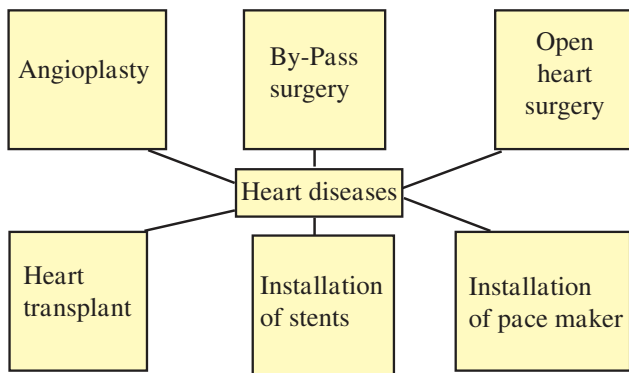 Angioplasty
By-Pass
surgery
Open
heart
surgery
Heart diseases
Heart
transplant
Installation
of stents
Installation
of pace maker